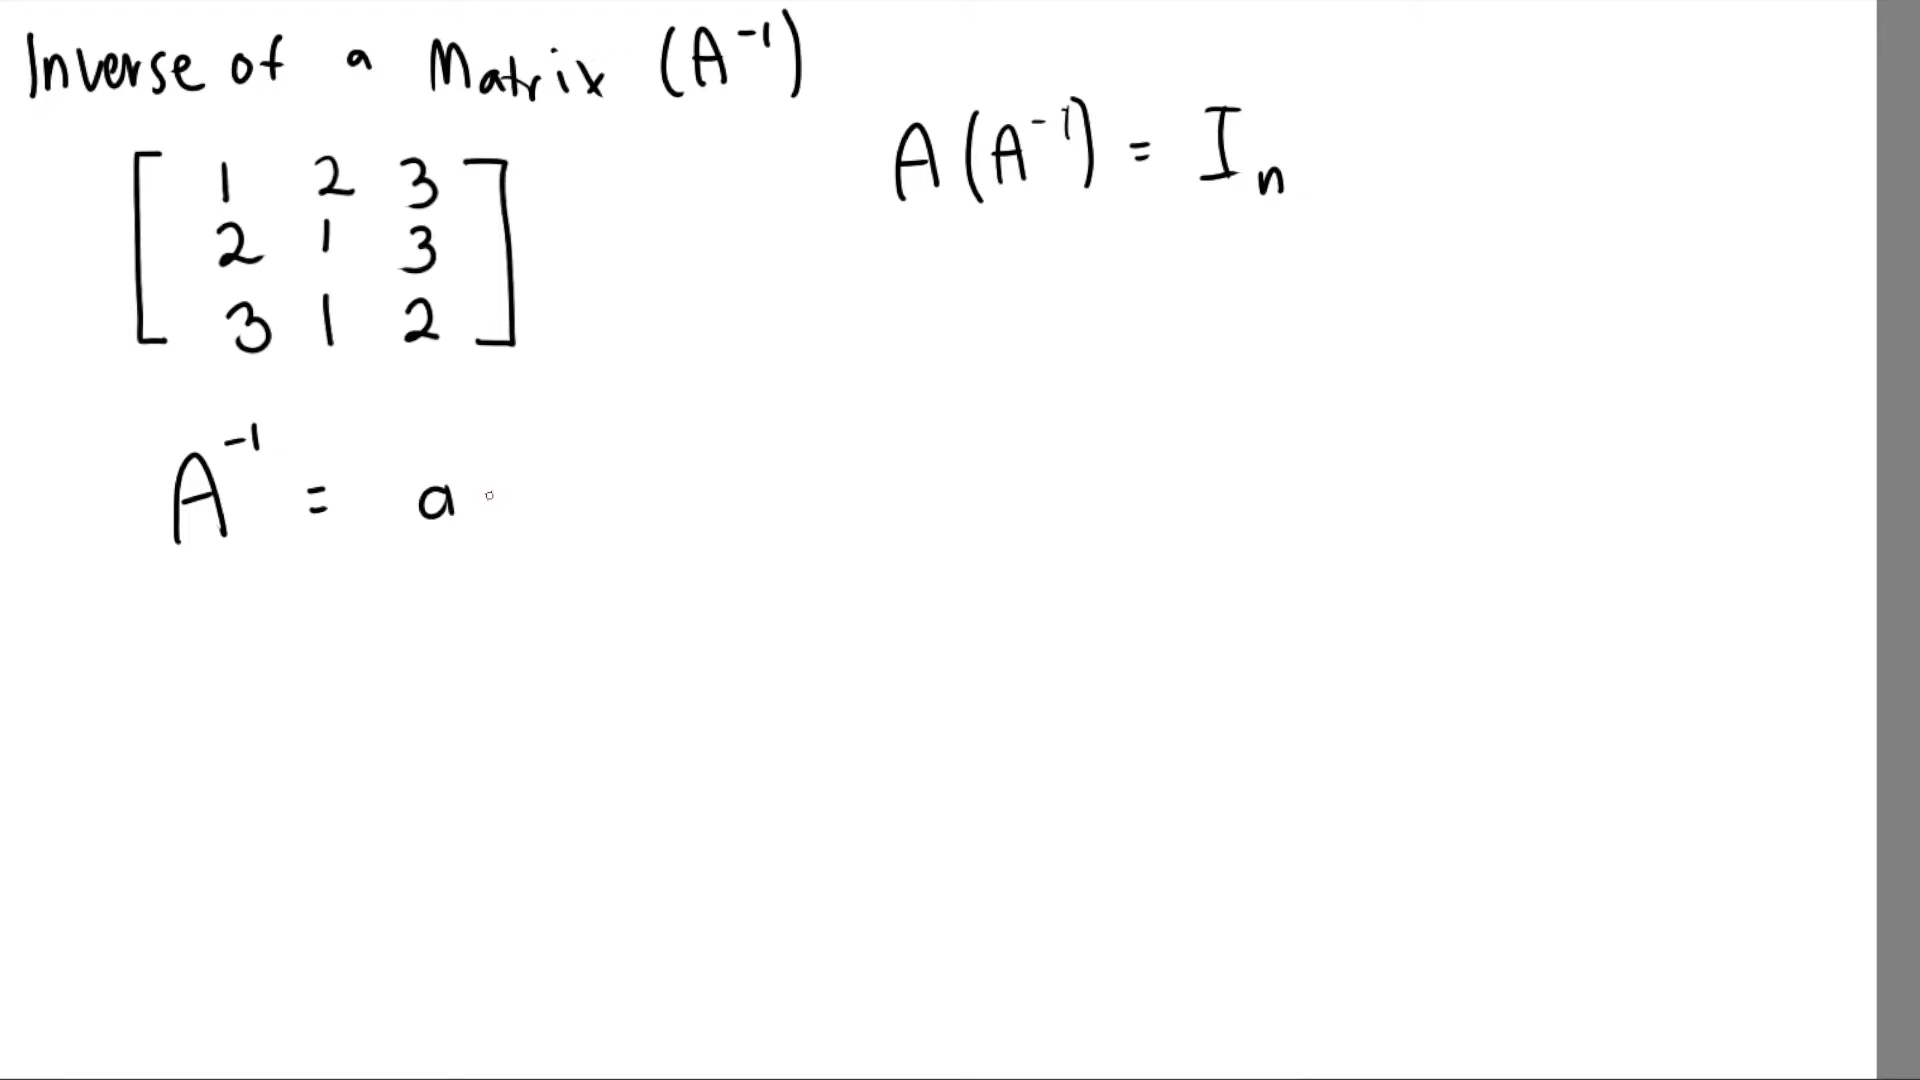 Inverse of a Matrix (A⁻¹)
A(A⁻¹) = Iₙ
1 2 3
2 1 3
3 1 2
A⁻¹ = a